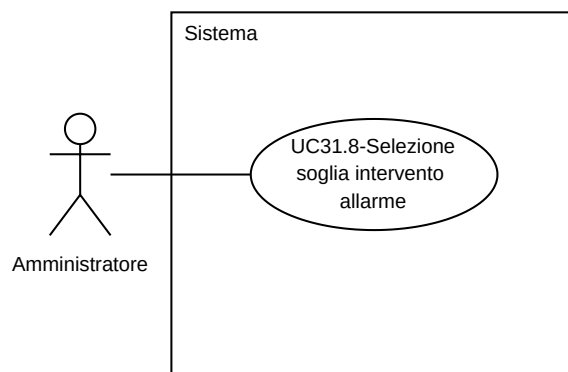 Sistema
UC31.8-Selezione
soglia intervento
allarme
Amministratore